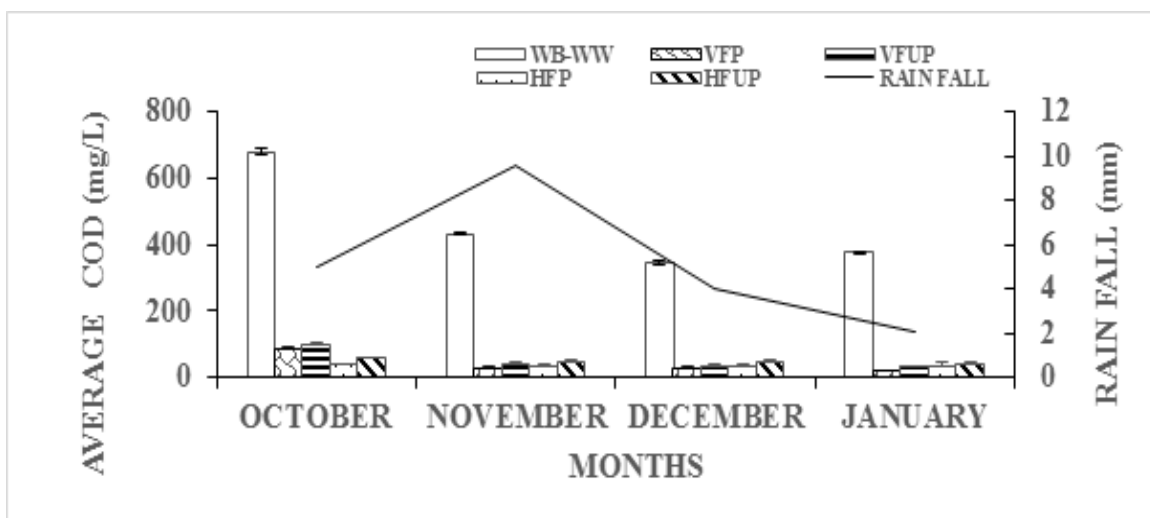 WB-WW VFP VFUP
HFP HFUP RAIN FALL
800 12
10
600
8
400 6
4
200
2
0 0
OCTOBER NOVEMBER DECEMBER JANUARY
MONTHS
AVERAGE COD (mg/L)
RAIN FALL (mm)